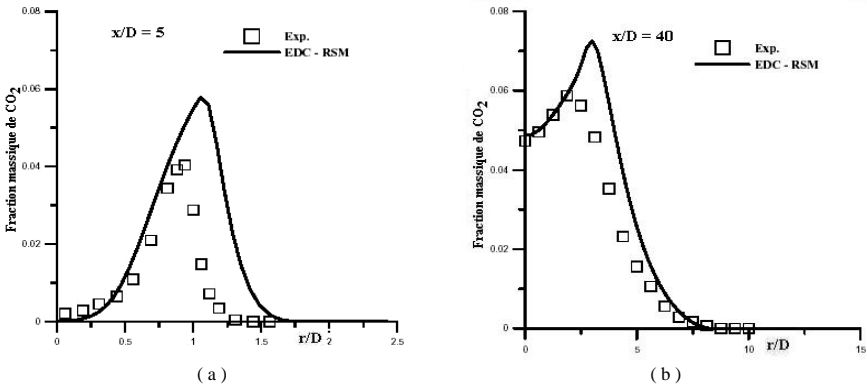 x/D = 5
Exp.
EDC - RSM
Fraction massique de CO2
0.08
0.06
0.04
0.02
0
0 0.5 1 1.5 2 2.5
r/D
( a )
x/D = 40
Exp.
EDC - RSM
Fraction massique de CO2
0.08
0.06
0.04
0.02
0
0 5 10 15
r/D
( b )